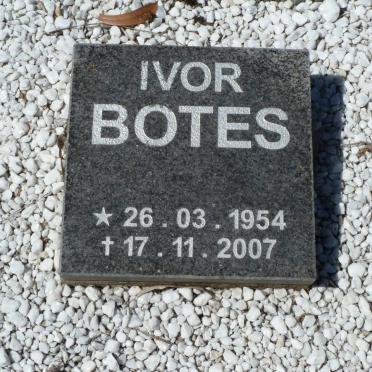 IVOR
BOTES
★ 26 . 03 . 1954
† 17 . 11 . 2007